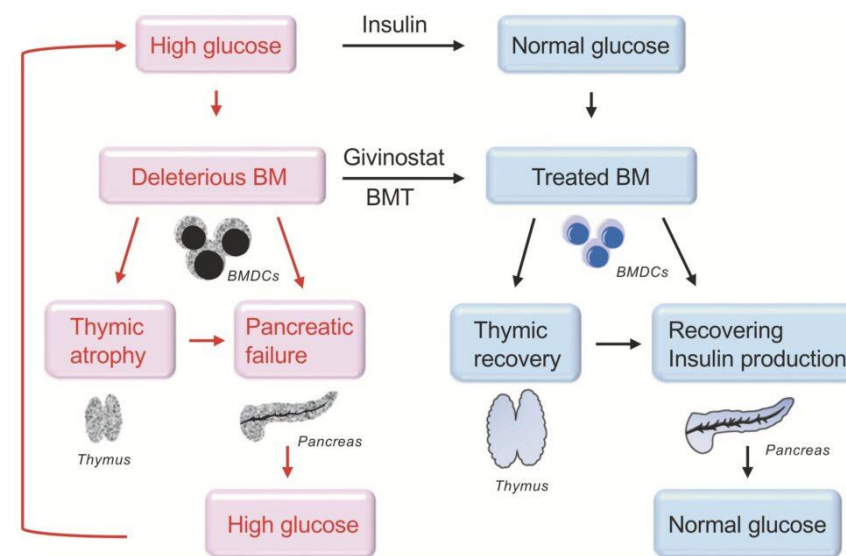 High glucose
Insulin
Normal glucose
Deleterious BM
Givinostat
BMT
Treated BM
BMDCs
BMDCs
Thymic
atrophy
Pancreatic
failure
Thymic
recovery
Recovering
Insulin production
Thymus
Pancreas
Thymus
Pancreas
High glucose
Normal glucose